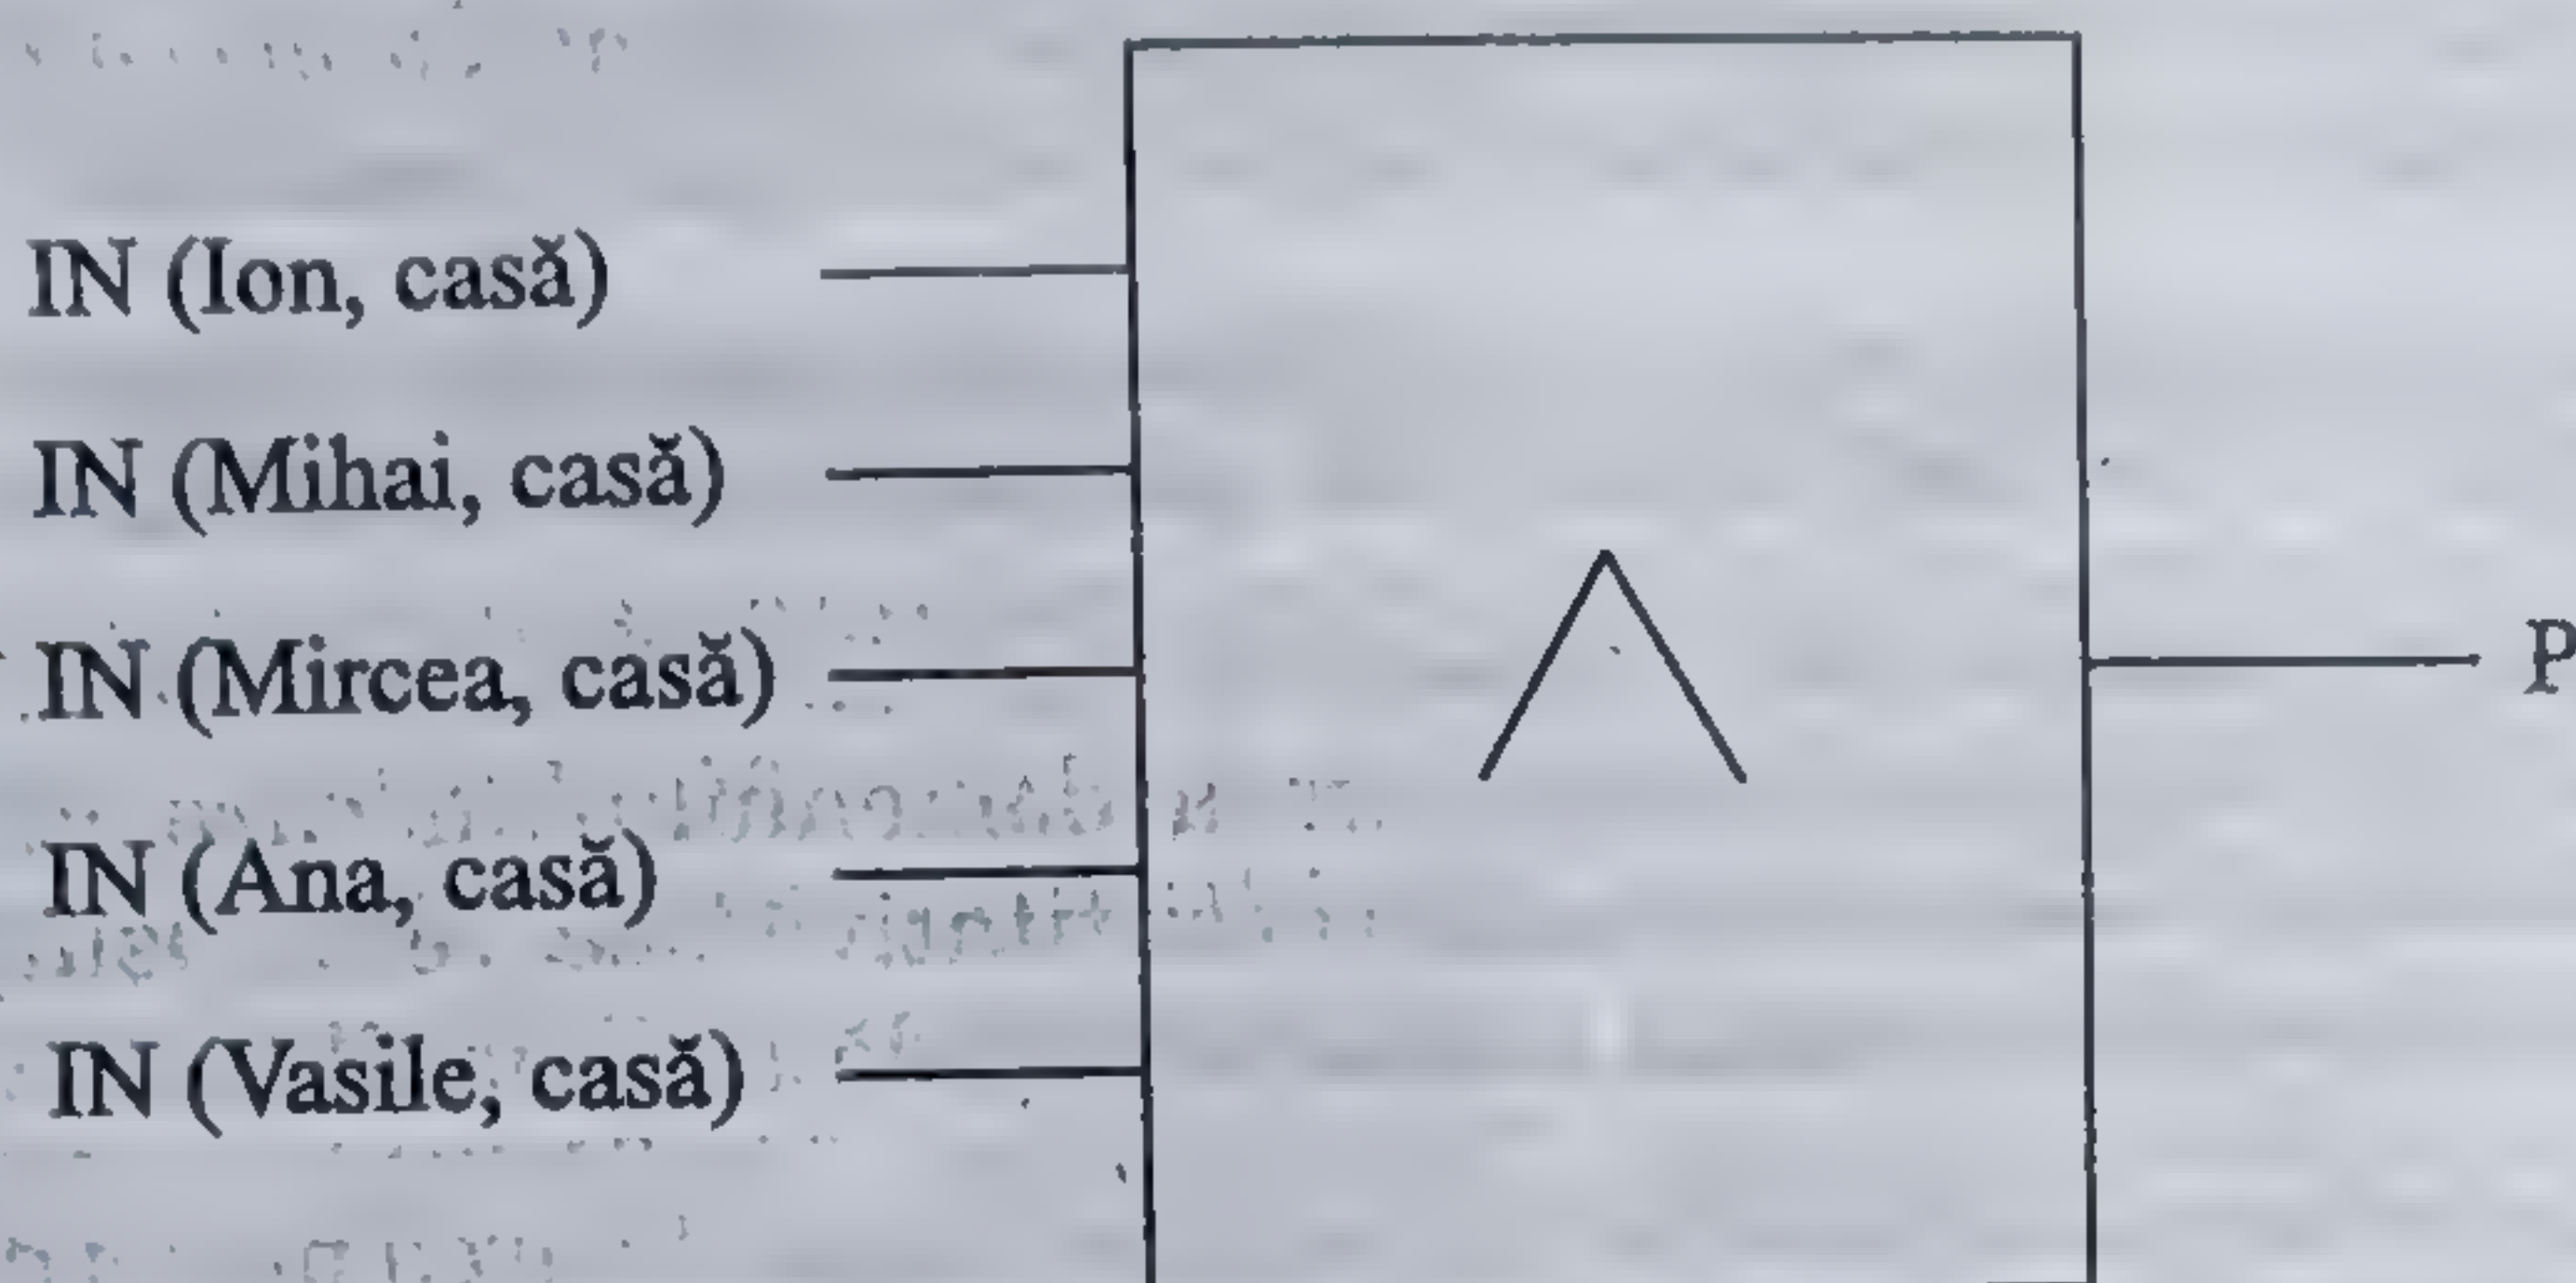 IN (Ion, casă)
IN (Mihai, casă)
IN (Mircea, casă)
P
IN (Ana, casă)
IN (Vasile, casă)